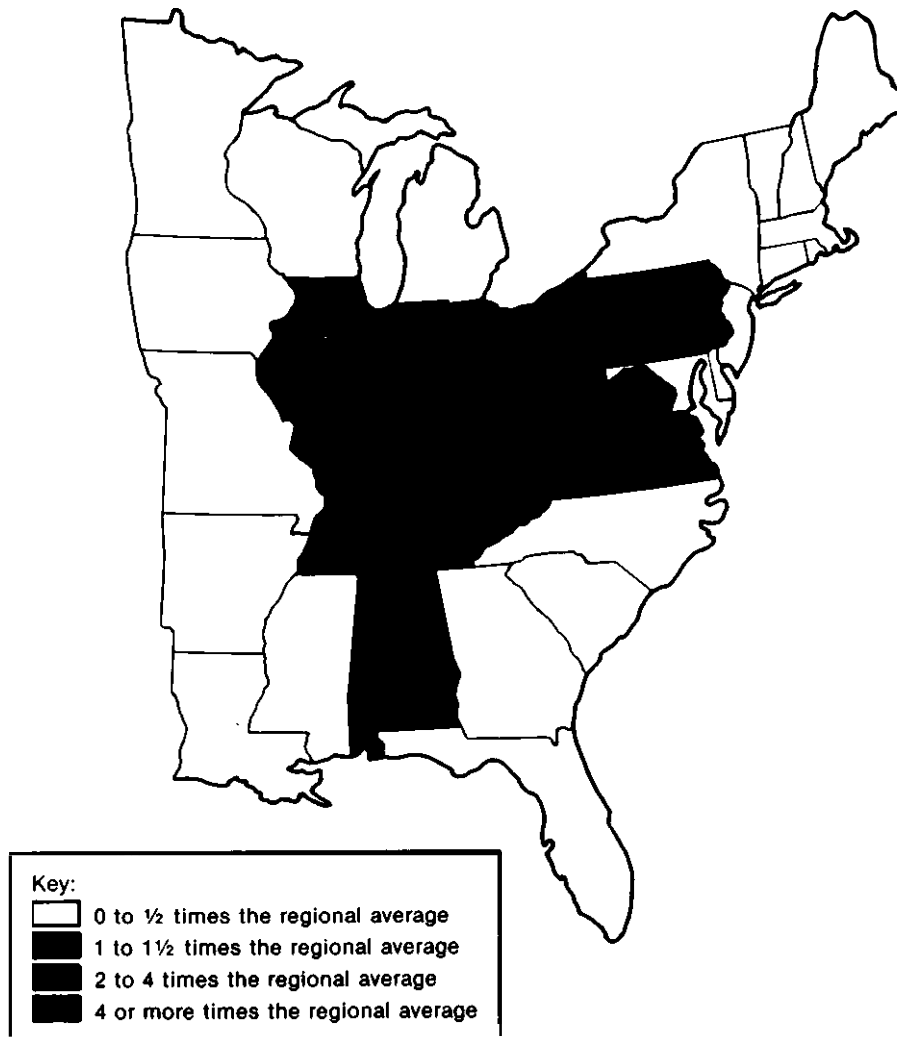 Key:
0 to ½ times the regional average
1 to 1½ times the regional average
2 to 4 times the regional average
4 or more times the regional average